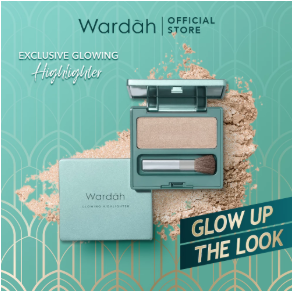 Wardah
OFFICIAL
STORE
EXCLUSIVE GLOWING
Highlighter
Wardah
GLOW UP
THE LOOK